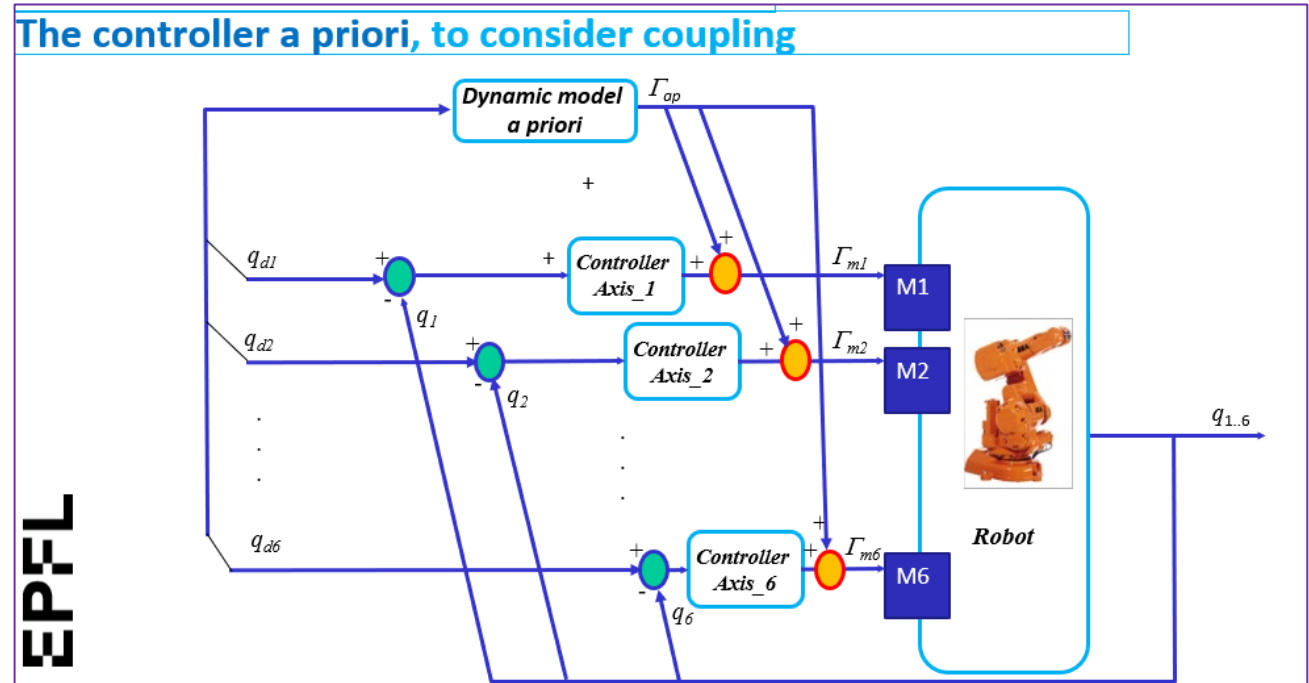 The controller a priori, to consider coupling
Dynamic model
a priori
Γap
+
qd1
+
-
q1
+
Controller
Axis_1
+
+
Γm1
M1
qd2
+
-
q2
Controller
Axis_2
+
+
Γm2
M2
.
.
.
.
.
.
.
.
q1..6
qd6
+
-
q6
Controller
Axis_6
+
+
Γm6
M6
Robot
EPFL